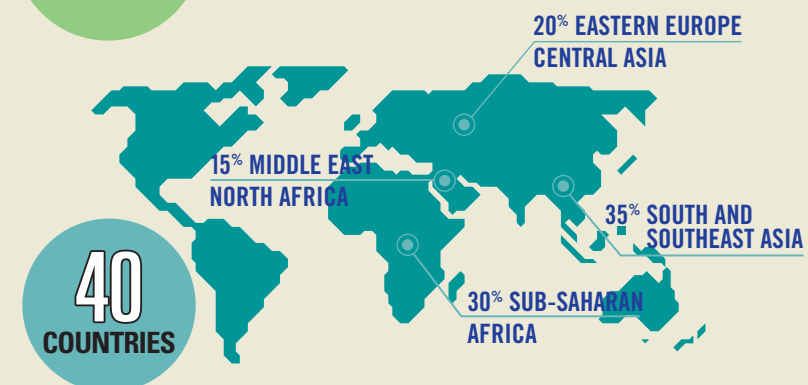 20% EASTERN EUROPE
CENTRAL ASIA
15% MIDDLE EAST
NORTH AFRICA
35% SOUTH AND
SOUTHEAST ASIA
30% SUB-SAHARAN
AFRICA
40
COUNTRIES